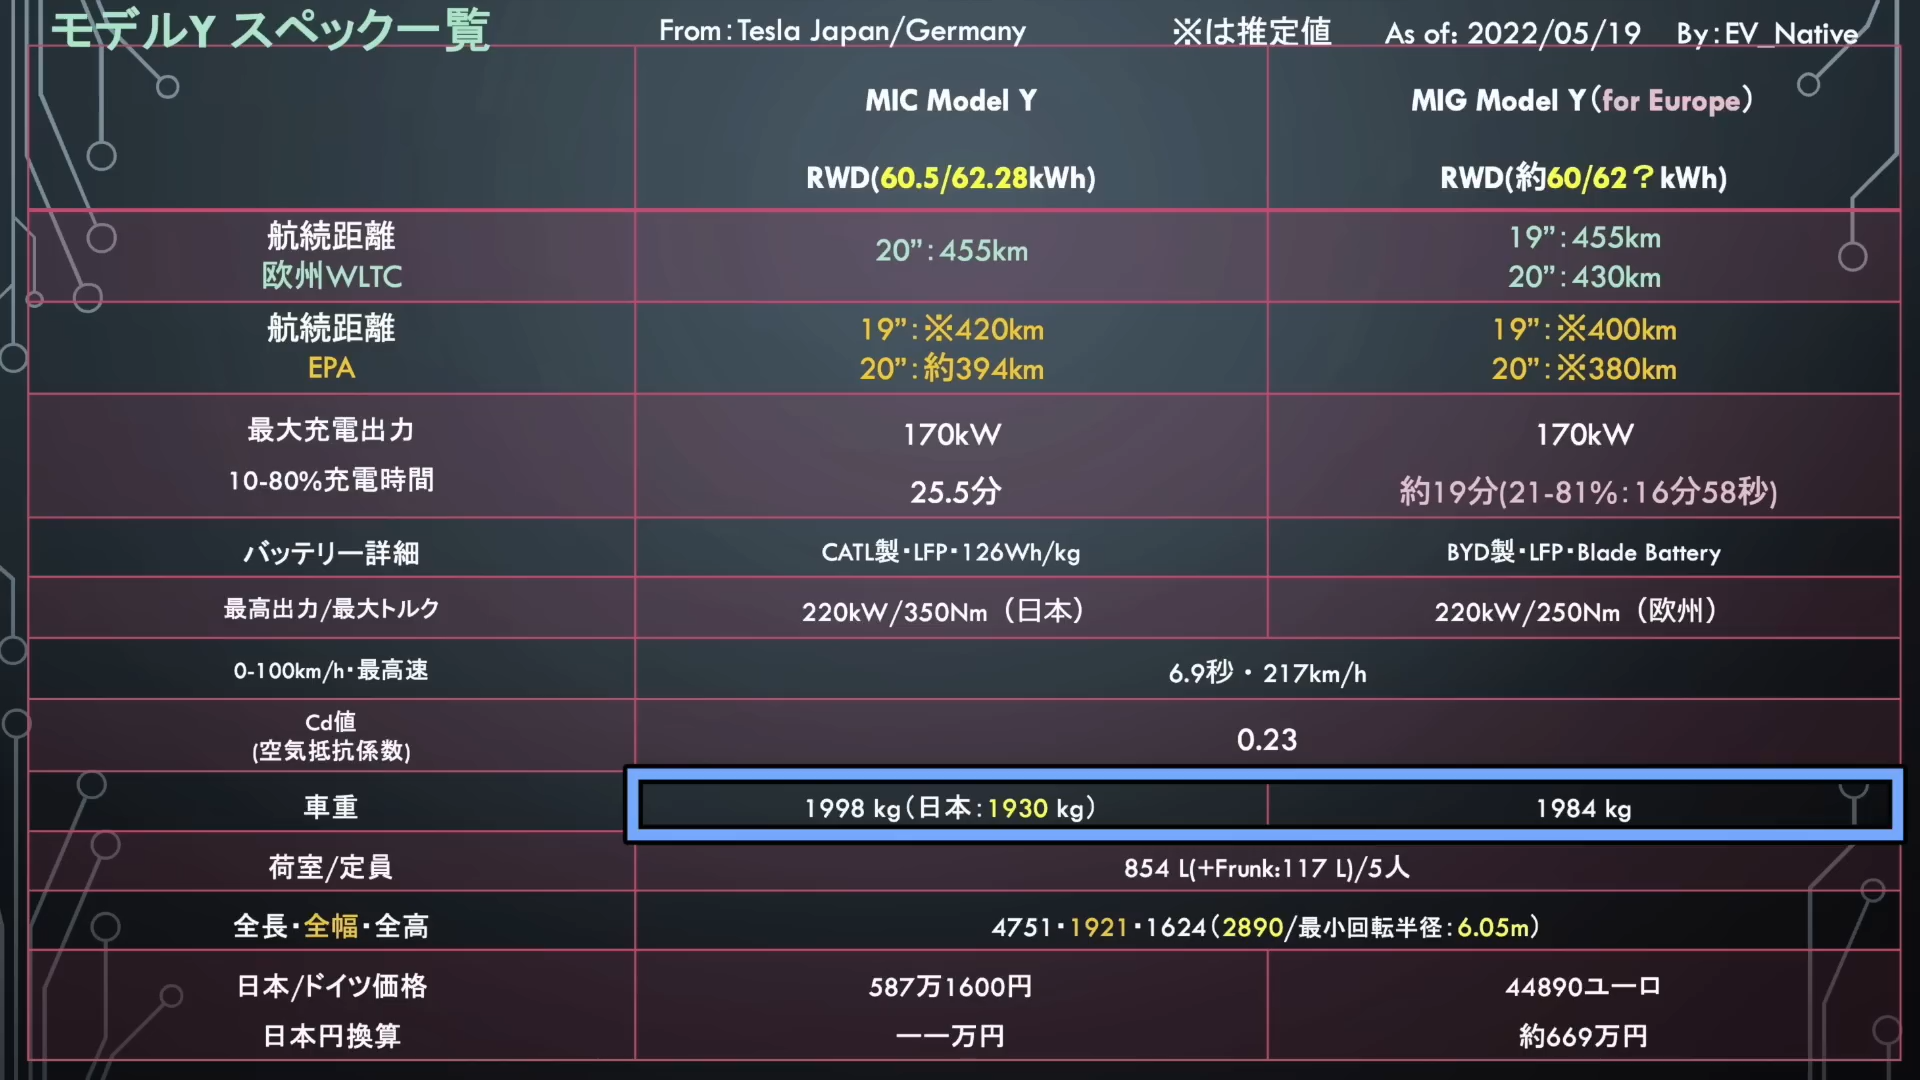 モデルY スペック一覧
From：Tesla Japan/Germany
※は推定値
As of: 2022/05/19
By：EV_Native
MIC Model Y
RWD(60.5/62.28kWh)
MIG Model Y（for Europe）
RWD(約60/62？kWh)
航続距離
欧州WLTC
20”：455km
19”：455km
20”：430km
航続距離
EPA
19”：※420km
20”：約394km
19”：※400km
20”：※380km
最大充電出力
10-80%充電時間
170kW
25.5分
170kW
約19分(21-81%：16分58秒)
バッテリー詳細
CATL製・LFP・126Wh/kg
BYD製・LFP・Blade Battery
最高出力/最大トルク
220kW/350Nm（日本）
220kW/250Nm（欧州）
0-100km/h・最高速
6.9秒・217km/h
Cd値
(空気抵抗係数)
0.23
車重
1998 kg（日本：1930 kg）
1984 kg
荷室/定員
854 L(+Frunk:117 L)/5人
全長・全幅・全高
4751・1921・1624（2890/最小回転半径：6.05m）
日本/ドイツ価格
日本円換算
587万1600円
ーー万円
44890ユーロ
約669万円